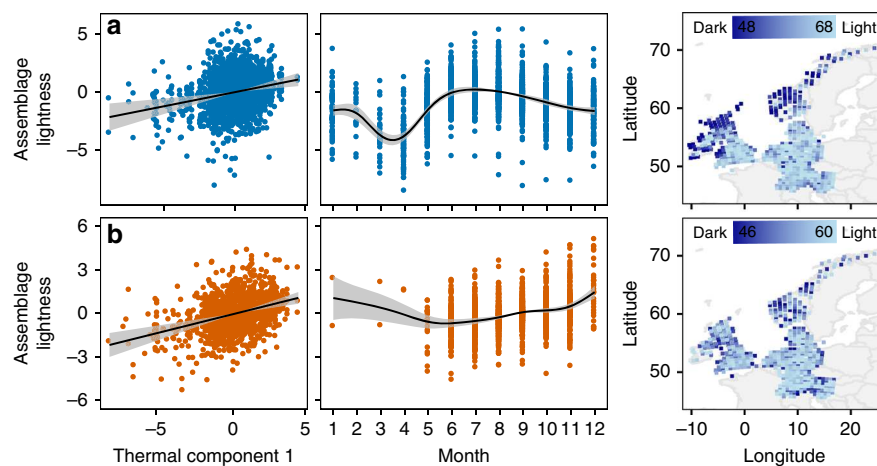 a
Assemblage
lightness
5
0
−5
Dark 48 68 Light
Latitude
70
60
50
b
Assemblage
lightness
6
3
0
−3
−6
−5 0 5
Thermal component 1
1 2 3 4 5 6 7 8 9 10 11 12
Month
Dark 46 60 Light
Latitude
70
60
50
−10 0 10 20
Longitude